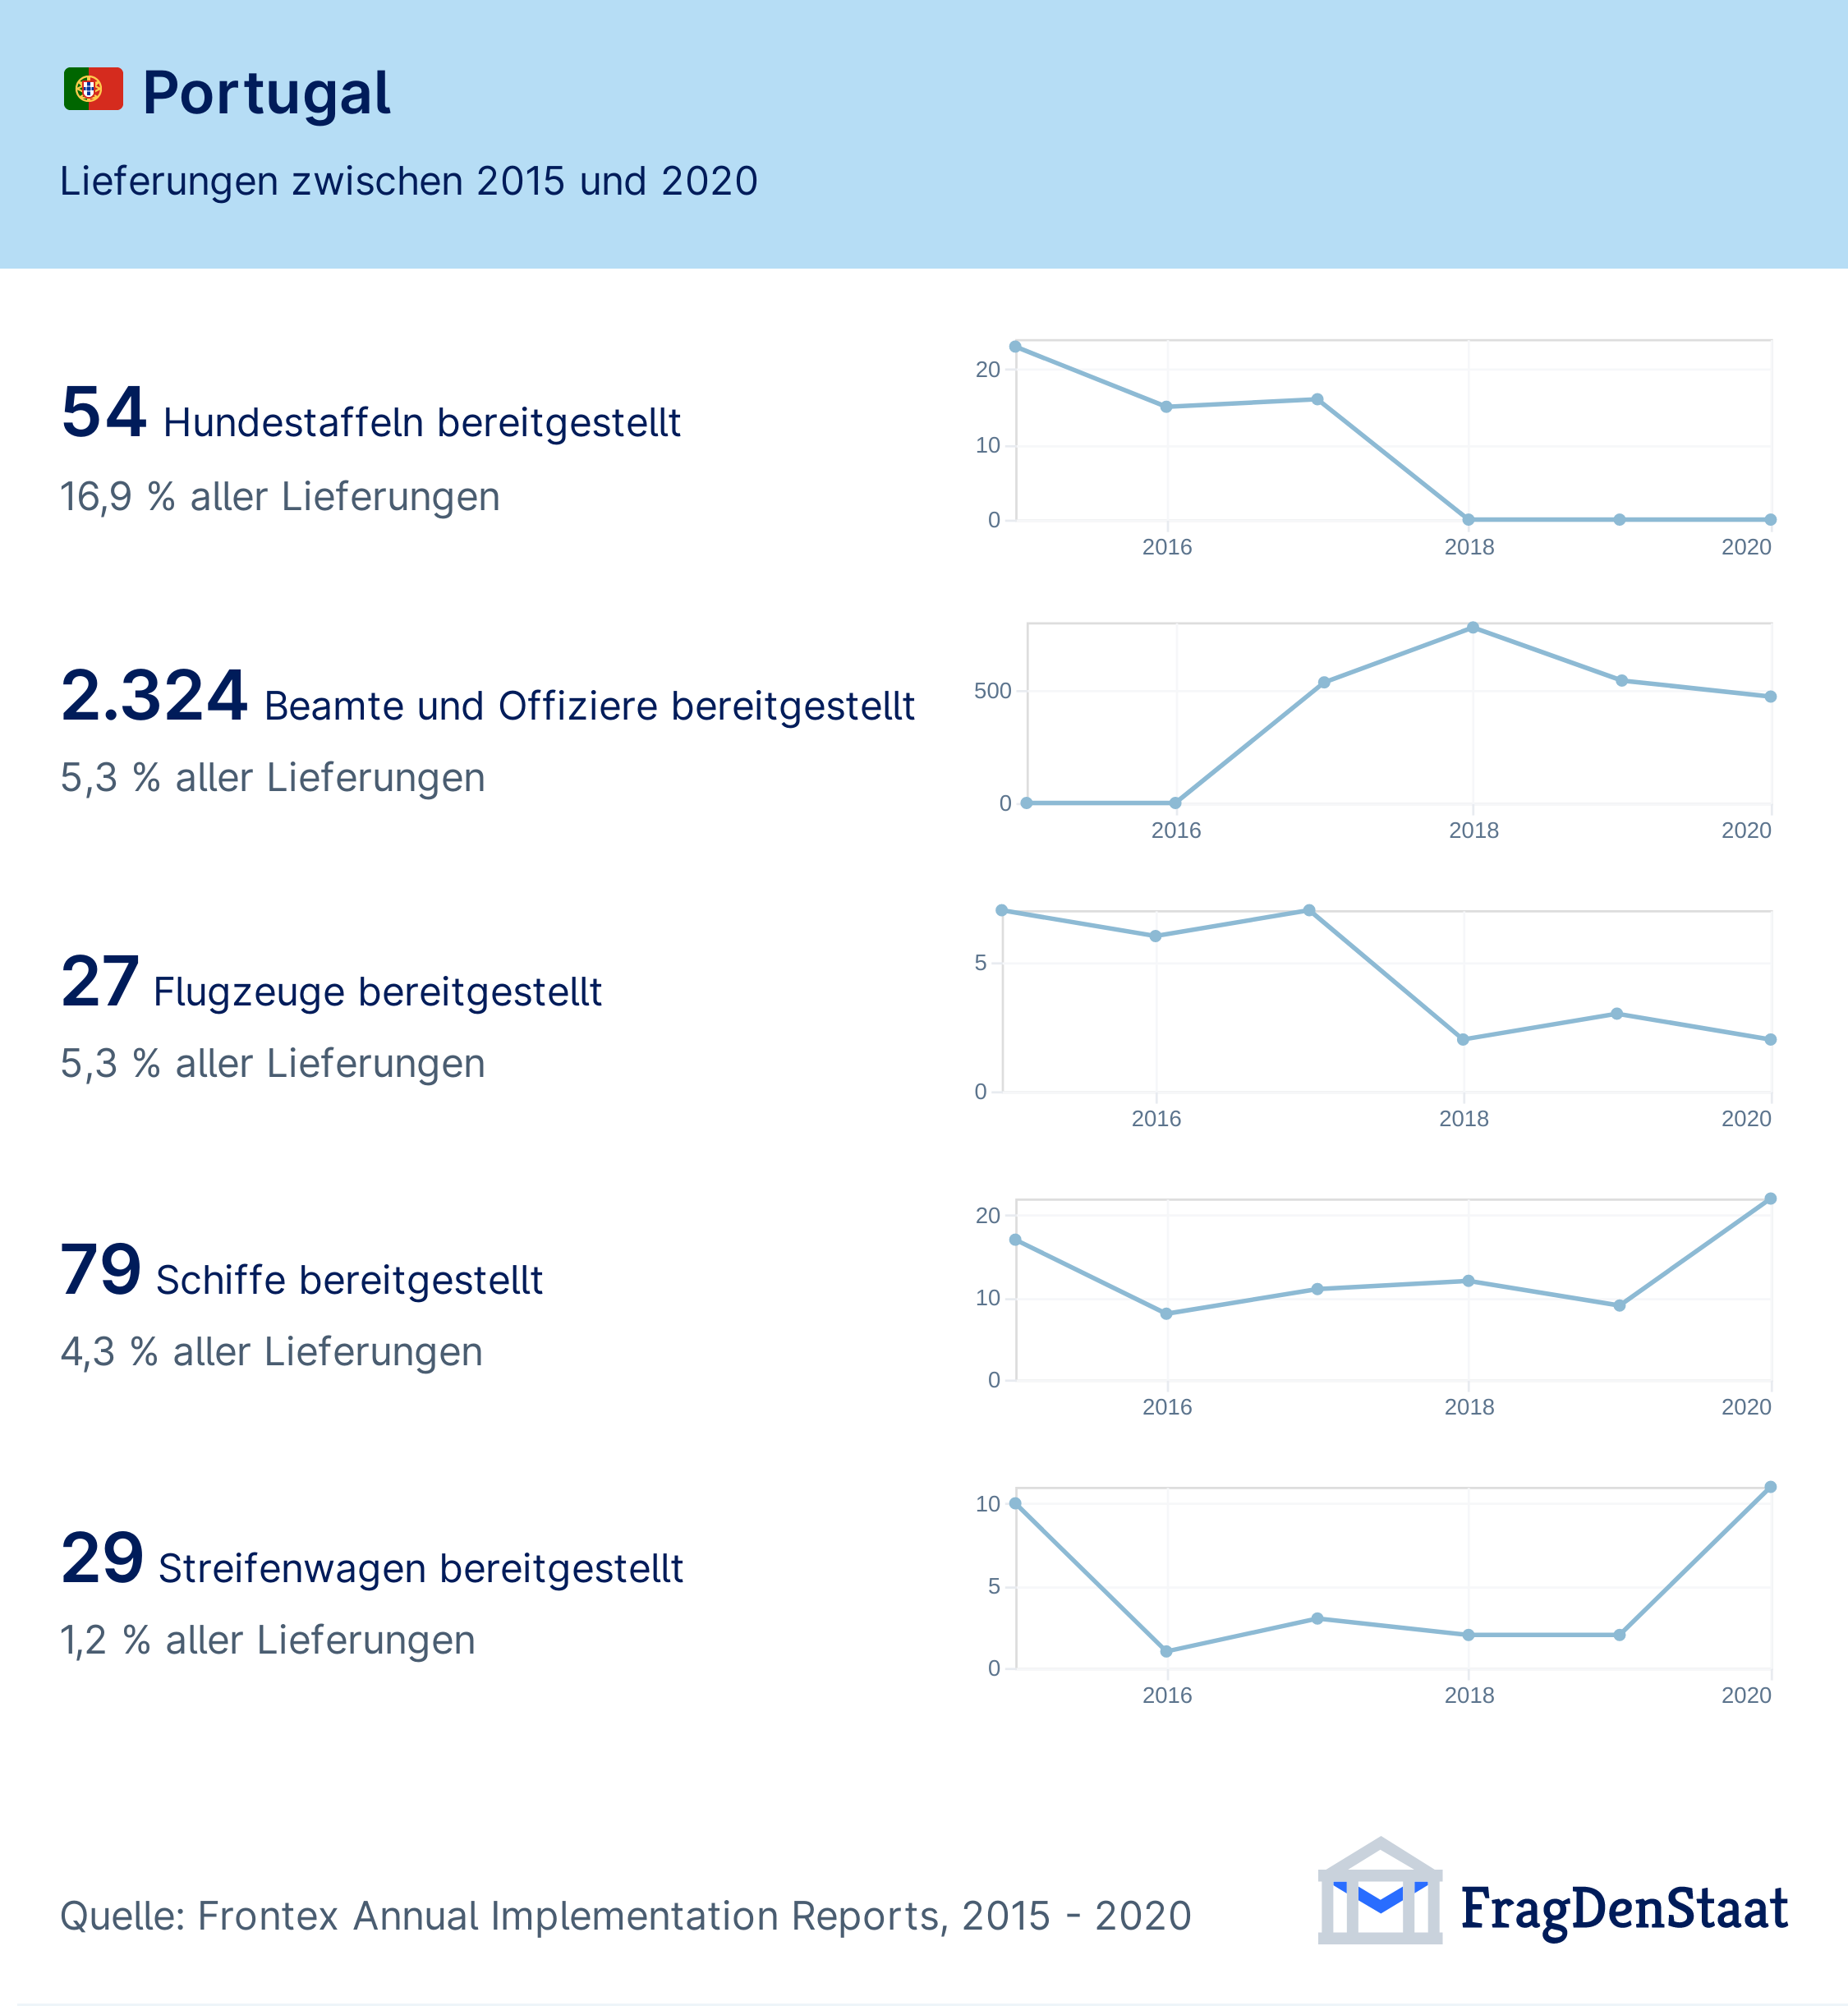 Portugal
Lieferungen zwischen 2015 und 2020
54 Hundestaffeln bereitgestellt
16,9 % aller Lieferungen
20
10
0
2016 2018 2020
2.324 Beamte und Offiziere bereitgestellt
5,3 % aller Lieferungen
500
0
2016 2018 2020
27 Flugzeuge bereitgestellt
5,3 % aller Lieferungen
5
0
2016 2018 2020
79 Schiffe bereitgestellt
4,3 % aller Lieferungen
20
10
0
2016 2018 2020
29 Streifenwagen bereitgestellt
1,2 % aller Lieferungen
10
5
0
2016 2018 2020
Quelle: Frontex Annual Implementation Reports, 2015 - 2020
FragDenStaat